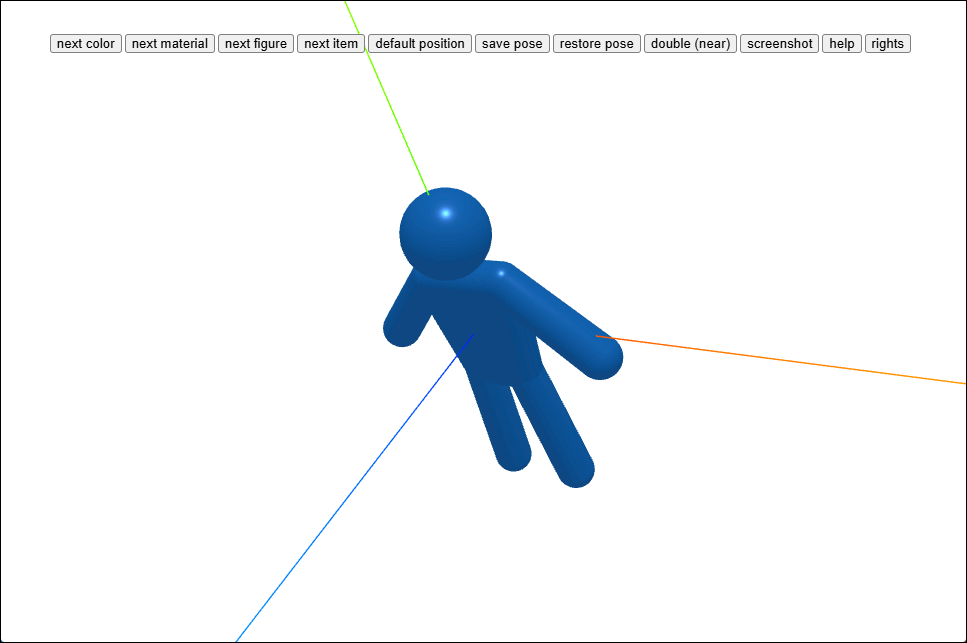 next color next material next figure next item default position save pose restore pose double (near) screenshot help rights